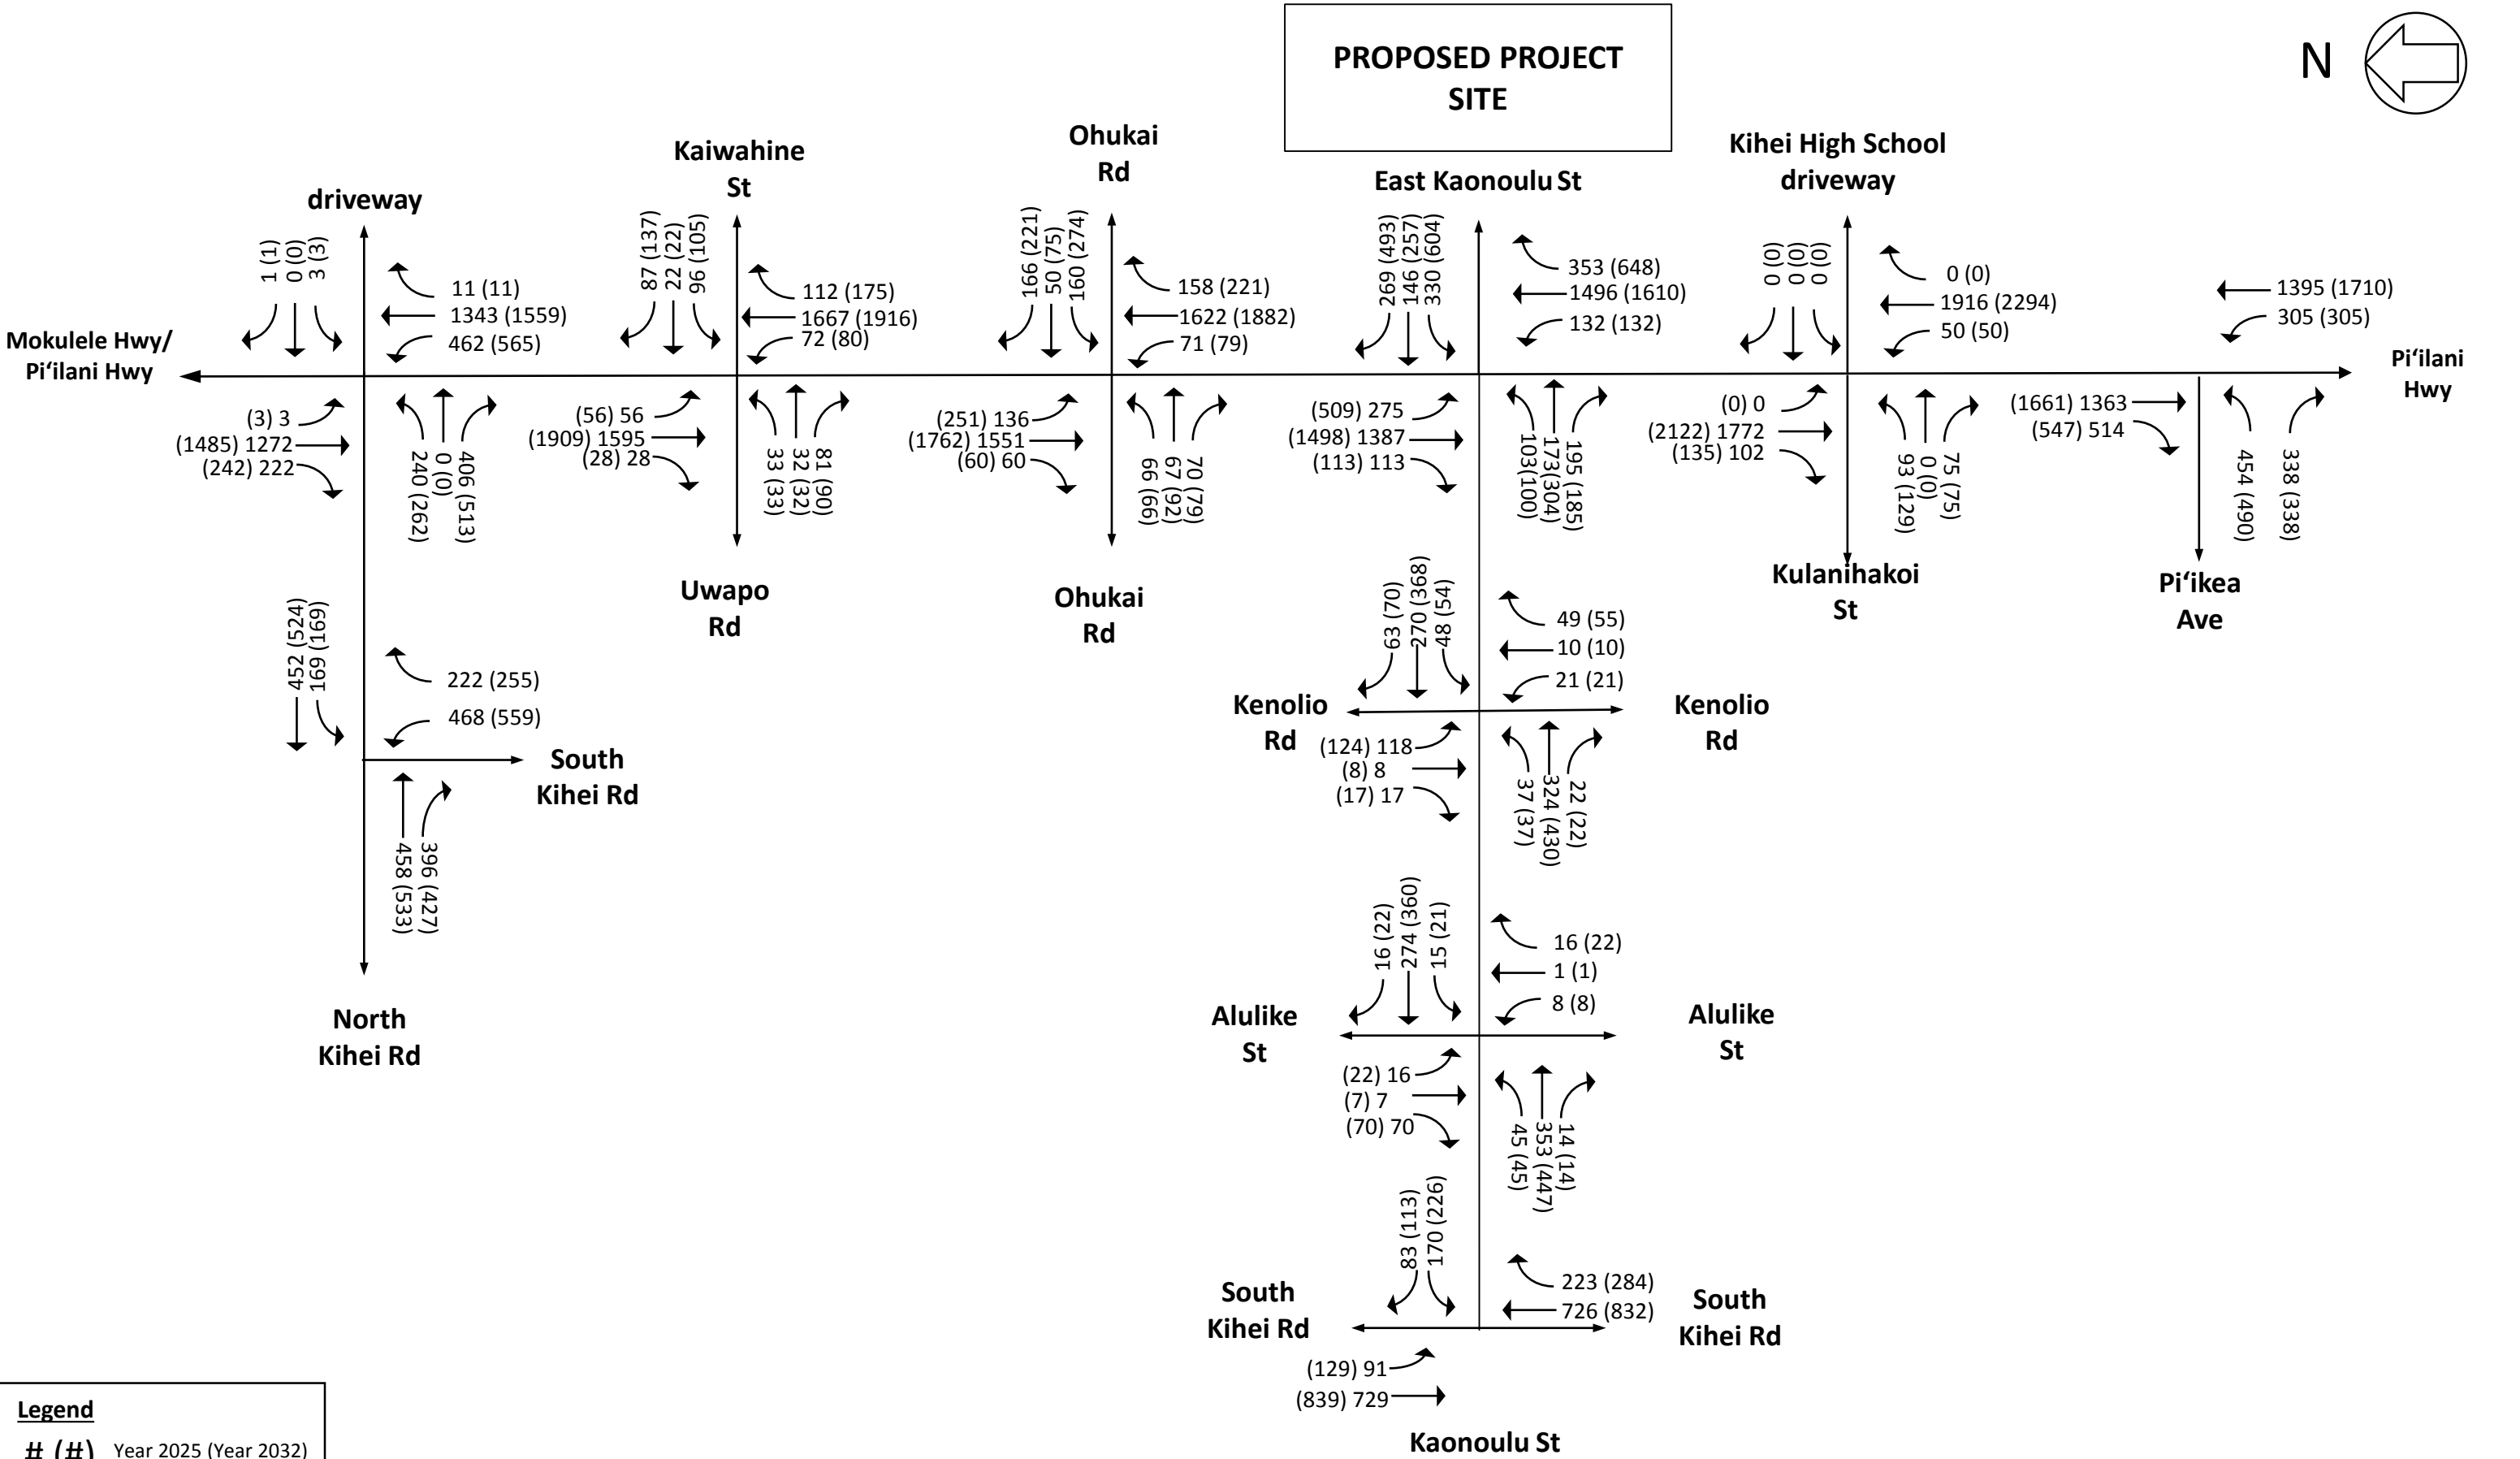 PROPOSED PROJECT
SITE
N
driveway
1 (1)
0 (0)
3 (3)
11 (11)
1343 (1559)
462 (565)
Mokulele Hwy/
Pi‘ilani Hwy
(3) 3
(1485) 1272
(242) 222
240 (262)
0 (0)
406 (513)
Kaiwahine
St
87 (137)
22 (22)
96 (105)
112 (175)
1667 (1916)
72 (80)
(56) 56
(1909) 1595
(28) 28
33 (33)
32 (32)
81 (90)
Uwapo
Rd
Ohukai
Rd
166 (221)
50 (75)
160 (274)
158 (221)
1622 (1882)
71 (79)
(251) 136
(1762) 1551
(60) 60
66 (66)
67 (92)
70 (79)
Ohukai
Rd
East Kaonoulu St
269 (493)
146 (257)
330 (604)
353 (648)
1496 (1610)
132 (132)
(509) 275
(1498) 1387
(113) 113
103(100)
173(304)
195 (185)
Kihei High School
driveway
0 (0)
0 (0)
0 (0)
0 (0)
1916 (2294)
50 (50)
(0) 0
(2122) 1772
(135) 102
93 (129)
0 (0)
75 (75)
Kulanihakoi
St
1395 (1710)
305 (305)
Pi‘ilani
Hwy
(1661) 1363
(547) 514
454 (490)
338 (338)
Pi‘ikea
Ave
452 (524)
169 (169)
222 (255)
468 (559)
South
Kihei Rd
458 (533)
396 (427)
North
Kihei Rd
63 (70)
270 (368)
48 (54)
49 (55)
10 (10)
21 (21)
Kenolio
Rd
Kenolio
Rd
(124) 118
(8) 8
(17) 17
37 (37)
324 (430)
22 (22)
16 (22)
274 (360)
15 (21)
16 (22)
1 (1)
8 (8)
Alulike
St
Alulike
St
(22) 16
(7) 7
(70) 70
45 (45)
353 (447)
14 (14)
83 (113)
170 (226)
223 (284)
726 (832)
South
Kihei Rd
South
Kihei Rd
(129) 91
(839) 729
Kaonoulu St
Legend
# (#) Year 2025 (Year 2032)